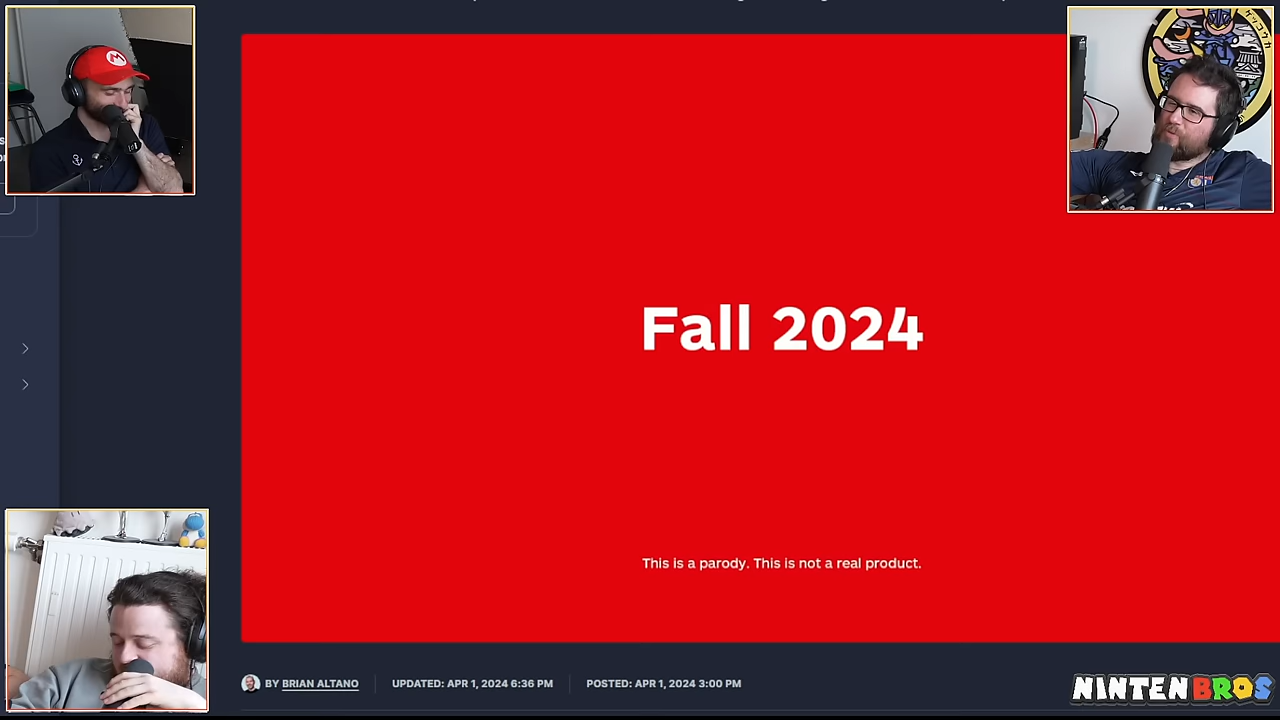 Fall 2024
This is a parody. This is not a real product.
BY BRIAN ALTANO
UPDATED: APR 1, 2024 6:36 PM
POSTED: APR 1, 2024 3:00 PM
NINTENBROS